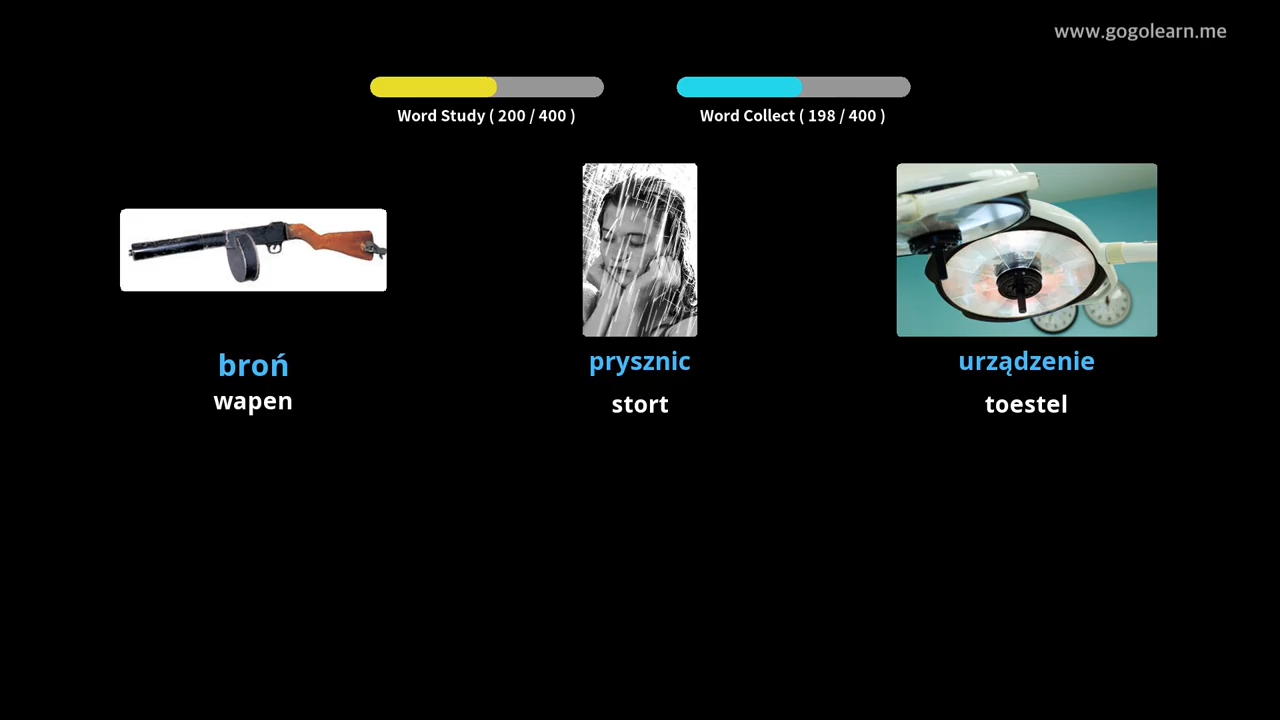 www.gogolearn.me
Word Study ( 200 / 400 )
Word Collect ( 198 / 400 )
broń
wapen
prysznic
stort
urządzenie
toestel